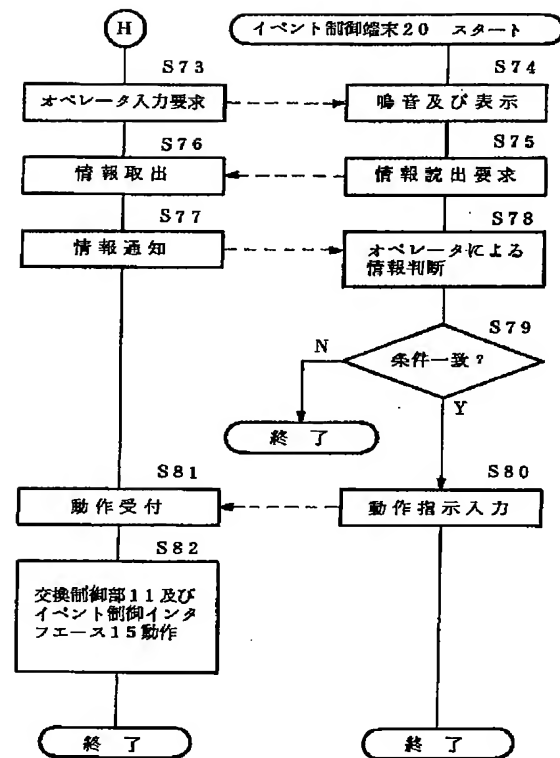 H
イベント制御端末20 スタート
S73
S74
オペレータ入力要求
鳴音及び表示
S76
S75
情報取出
情報読出要求
S77
S78
情報通知
オペレータによる
情報判断
S79
N
条件一致?
Y
終了
S81
S80
動作受付
動作指示入力
S82
交換制御部11及び
イベント制御インタ
フエース15動作
終了
終了